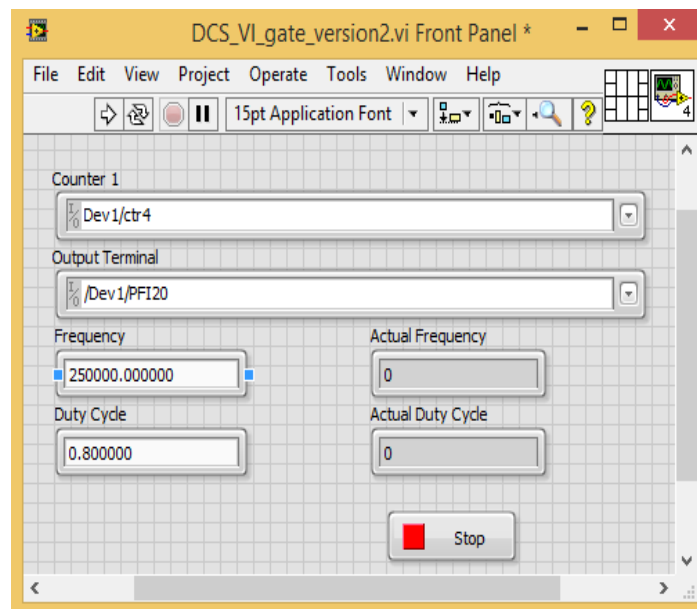 DCS_VI_gate_version2.vi Front Panel *
File Edit View Project Operate Tools Window Help
15pt Application Font
4
Counter 1
I/O Dev1/ctr4
Output Terminal
I/O /Dev1/PFI20
Frequency Actual Frequency
250000.000000 0
Duty Cycle Actual Duty Cycle
0.800000 0
Stop